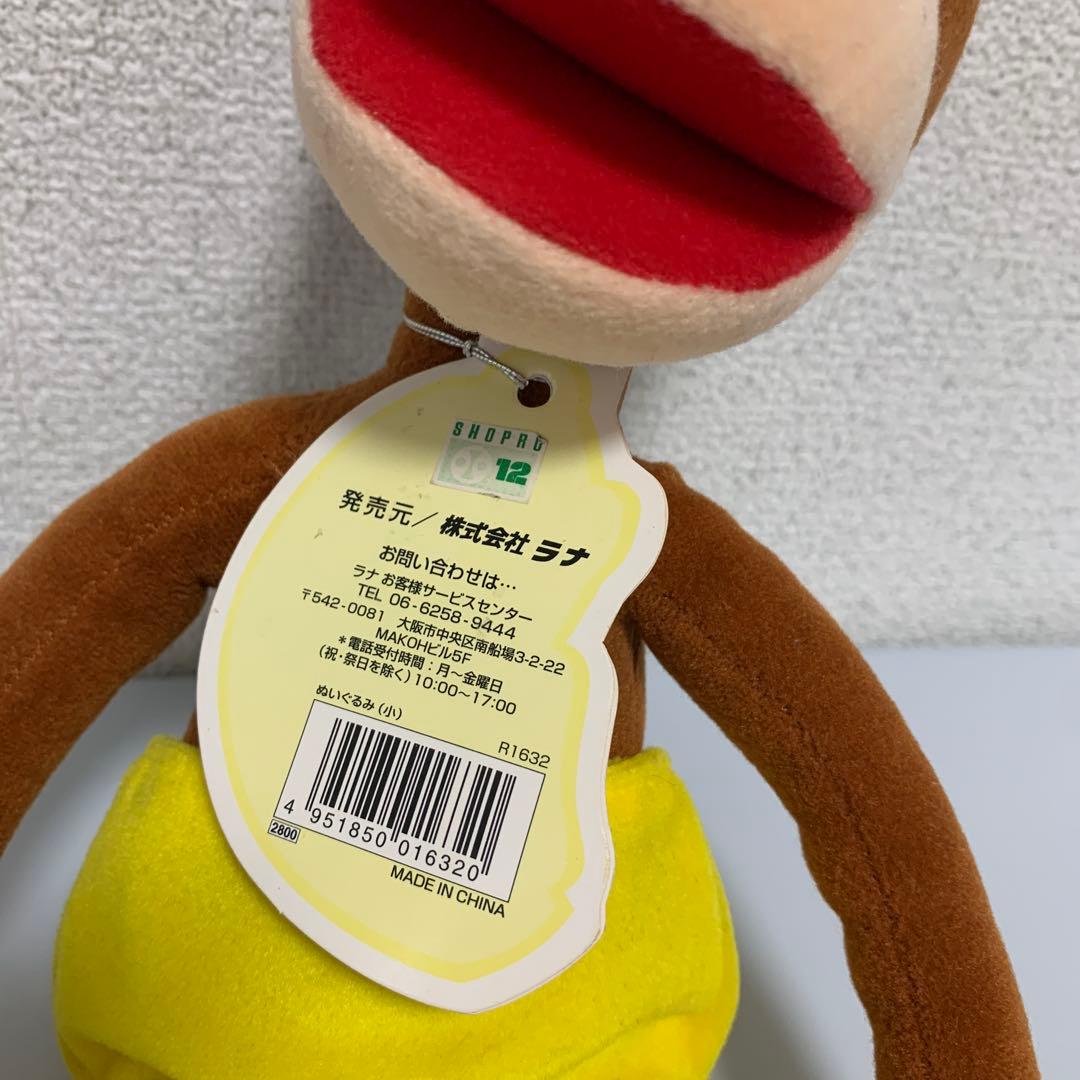 SHOPRO
小 12
発売元/株式会社 ラナ
お問い合わせは…
ラナ お客様サービスセンター
TEL 06-6258-9444
〒542-0081 大阪市中央区南船場3-2-22
MAKOHビル5F
*電話受付時間：月〜金曜日
(祝・祭日を除く)10:00〜17:00
ぬいぐるみ(小)
R1632
4 951850 016320
2800
MADE IN CHINA